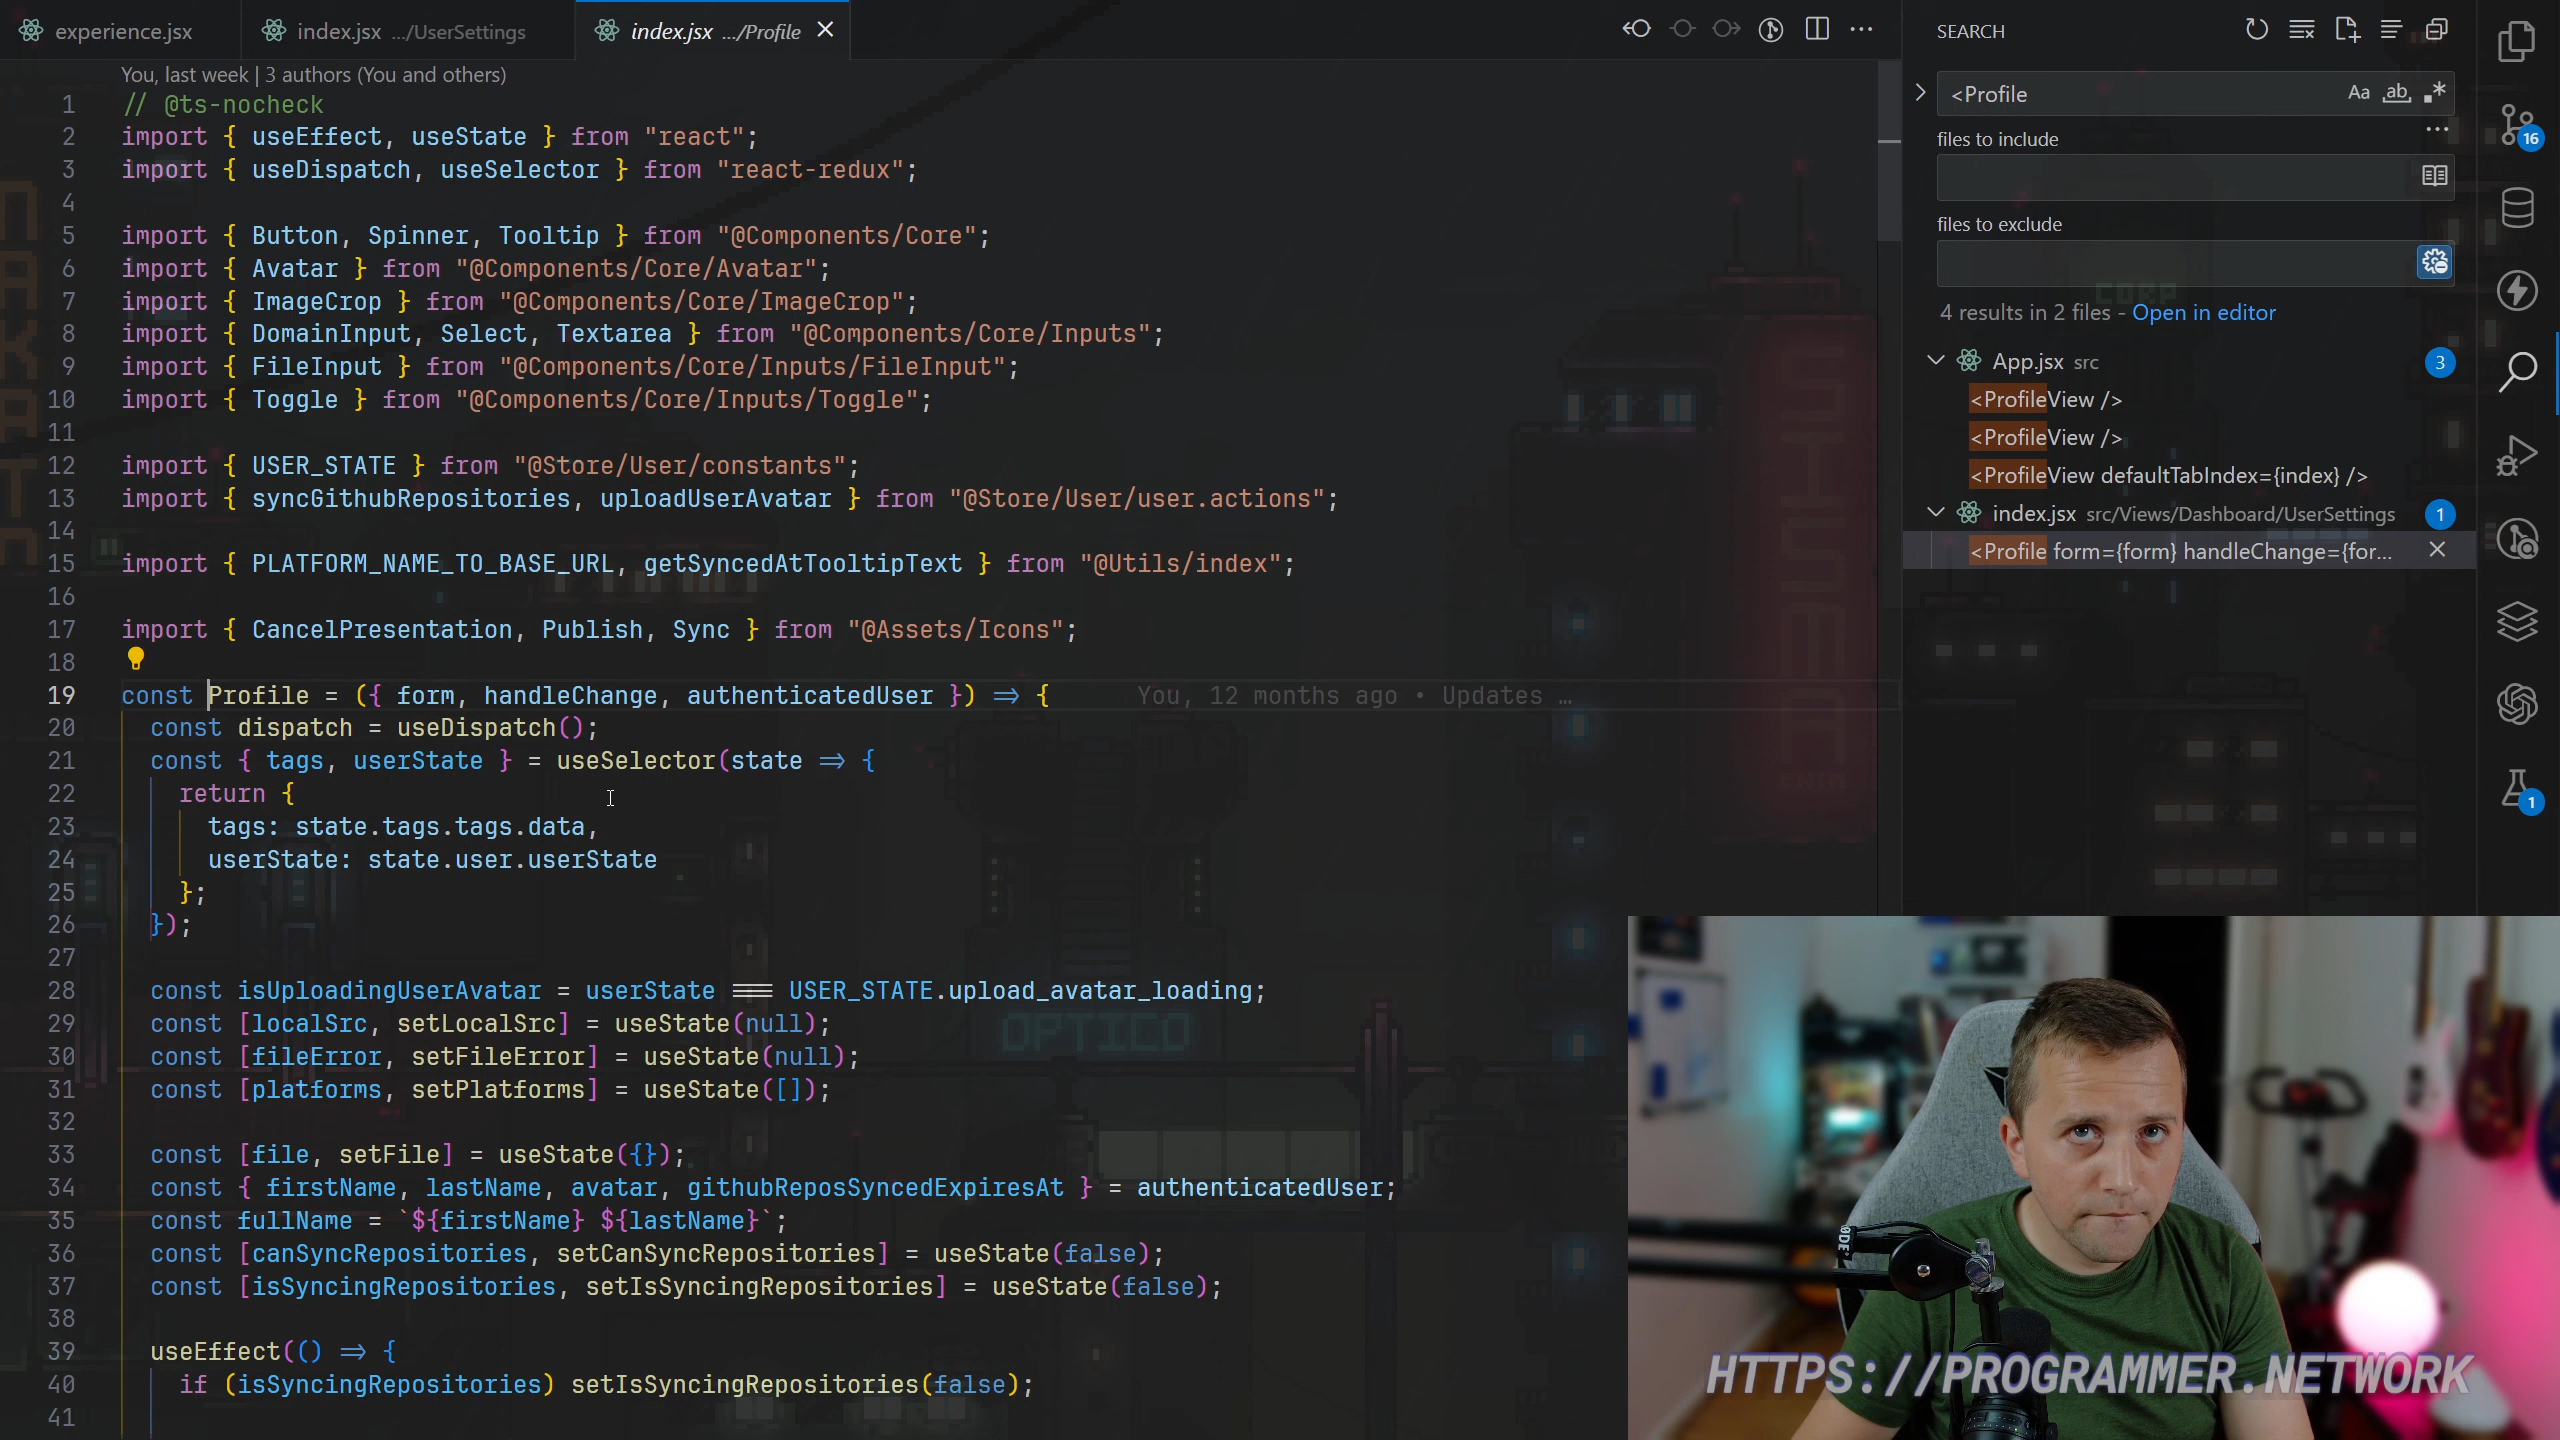 experience.jsx
index.jsx .../UserSettings
index.jsx .../Profile
You, last week | 3 authors (You and others)
1 // @ts-nocheck
2 import { useEffect, useState } from "react";
3 import { useDispatch, useSelector } from "react-redux";
4
5 import { Button, Spinner, Tooltip } from "@Components/Core";
6 import { Avatar } from "@Components/Core/Avatar";
7 import { ImageCrop } from "@Components/Core/ImageCrop";
8 import { DomainInput, Select, Textarea } from "@Components/Core/Inputs";
9 import { FileInput } from "@Components/Core/Inputs/FileInput";
10 import { Toggle } from "@Components/Core/Inputs/Toggle";
11
12 import { USER_STATE } from "@Store/User/constants";
13 import { syncGithubRepositories, uploadUserAvatar } from "@Store/User/user.actions";
14
15 import { PLATFORM_NAME_TO_BASE_URL, getSyncedAtTooltipText } from "@Utils/index";
16
17 import { CancelPresentation, Publish, Sync } from "@Assets/Icons";
18
19 const Profile = ({ form, handleChange, authenticatedUser }) => { You, 12 months ago • Updates …
20 const dispatch = useDispatch();
21 const { tags, userState } = useSelector(state => {
22 return {
23 tags: state.tags.tags.data,
24 userState: state.user.userState
25 };
26 });
27
28 const isUploadingUserAvatar = userState === USER_STATE.upload_avatar_loading;
29 const [localSrc, setLocalSrc] = useState(null);
30 const [fileError, setFileError] = useState(null);
31 const [platforms, setPlatforms] = useState([]);
32
33 const [file, setFile] = useState({});
34 const { firstName, lastName, avatar, githubReposSyncedExpiresAt } = authenticatedUser;
35 const fullName = `${firstName} ${lastName}`;
36 const [canSyncRepositories, setCanSyncRepositories] = useState(false);
37 const [isSyncingRepositories, setIsSyncingRepositories] = useState(false);
38
39 useEffect(() => {
40 if (isSyncingRepositories) setIsSyncingRepositories(false);
41
SEARCH
<Profile
Aa ab .*
files to include
files to exclude
4 results in 2 files - Open in editor
App.jsx src 3
<ProfileView />
<ProfileView />
<ProfileView defaultTabIndex={index} />
index.jsx src/Views/Dashboard/UserSettings 1
<Profile form={form} handleChange={for...
16
1
OPTICO
CORP
HTTPS://PROGRAMMER.NETWORK